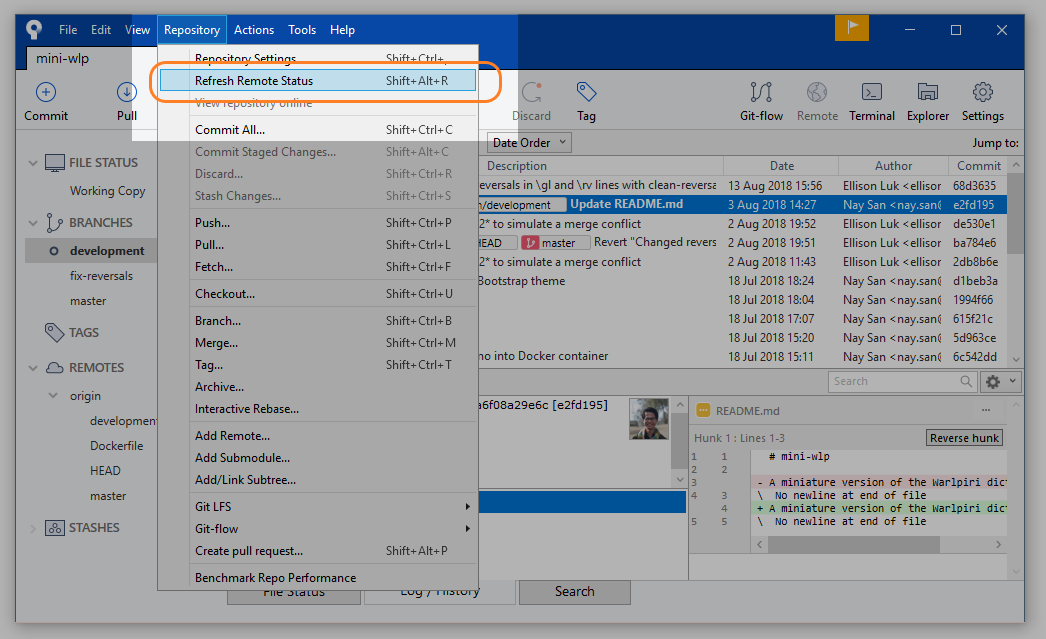 File Edit View Repository Actions Tools Help
mini-wlp
Commit
Pull
Discard
Tag
Git-flow
Remote
Terminal
Explorer
Settings
Repository Settings... Shift+Ctrl+,
Refresh Remote Status Shift+Alt+R
View repository online
Commit All... Shift+Ctrl+C
Commit Staged Changes... Shift+Alt+C
Discard... Shift+Ctrl+R
Stash Changes... Shift+Ctrl+S
Push... Shift+Ctrl+P
Pull... Shift+Ctrl+L
Fetch... Shift+Ctrl+F
Checkout... Shift+Ctrl+U
Branch... Shift+Ctrl+B
Merge... Shift+Ctrl+M
Tag... Shift+Ctrl+T
Archive...
Interactive Rebase...
Add Remote...
Add Submodule...
Add/Link Subtree...
Git LFS
Git-flow
Create pull request... Shift+Alt+P
Benchmark Repo Performance
FILE STATUS
Working Copy
BRANCHES
development
fix-reversals
master
TAGS
REMOTES
origin
development
Dockerfile
HEAD
master
STASHES
Date Order
Jump to:
Description Date Author Commit
eversals in \gl and \rv lines with clean-reversa 13 Aug 2018 15:56 Ellison Luk <ellisor 68d3635
n/development Update README.md 3 Aug 2018 14:27 Ellison Luk <ellisor e2fd195
2* to simulate a merge conflict 2 Aug 2018 19:52 Ellison Luk <ellisor de530e1
HEAD master Revert "Changed revers 2 Aug 2018 19:51 Ellison Luk <ellisor ba784e6
2* to simulate a merge conflict 2 Aug 2018 11:43 Ellison Luk <ellisor 2db8b6e
Bootstrap theme 18 Jul 2018 18:24 Nay San <nay.san@ d1beb3a
18 Jul 2018 18:04 Nay San <nay.san@ 1994f66
18 Jul 2018 17:07 Nay San <nay.san@ 615f21c
18 Jul 2018 15:20 Nay San <nay.san@ 5d963ce
no into Docker container 18 Jul 2018 15:11 Nay San <nay.san@ 6c542dd
Search
a6f08a29e6c [e2fd195]
README.md
Hunk 1 : Lines 1-3
Reverse hunk
1 1 # mini-wlp
2 2
3 - A miniature version of the Warlpiri dic
4 3 \ No newline at end of file
4 + A miniature version of the Warlpiri dic
5 5 \ No newline at end of file
File Status
Log / History
Search